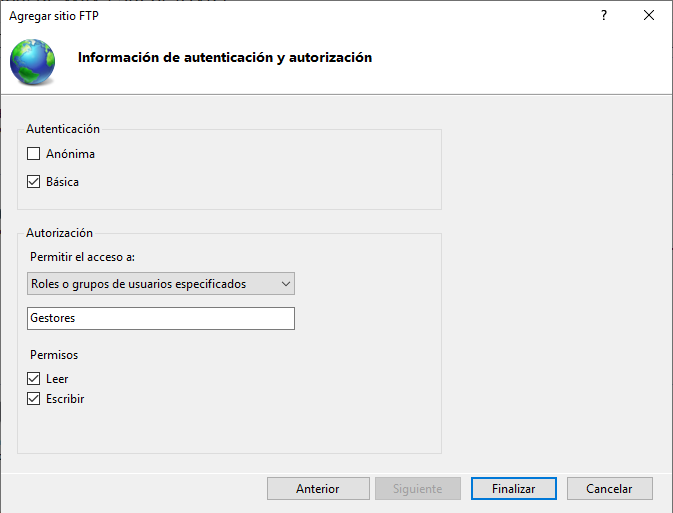 Agregar sitio FTP
?
Información de autenticación y autorización
Autenticación
Anónima
Básica
Autorización
Permitir el acceso a:
Roles o grupos de usuarios especificados
Gestores
Permisos
Leer
Escribir
Anterior
Siguiente
Finalizar
Cancelar